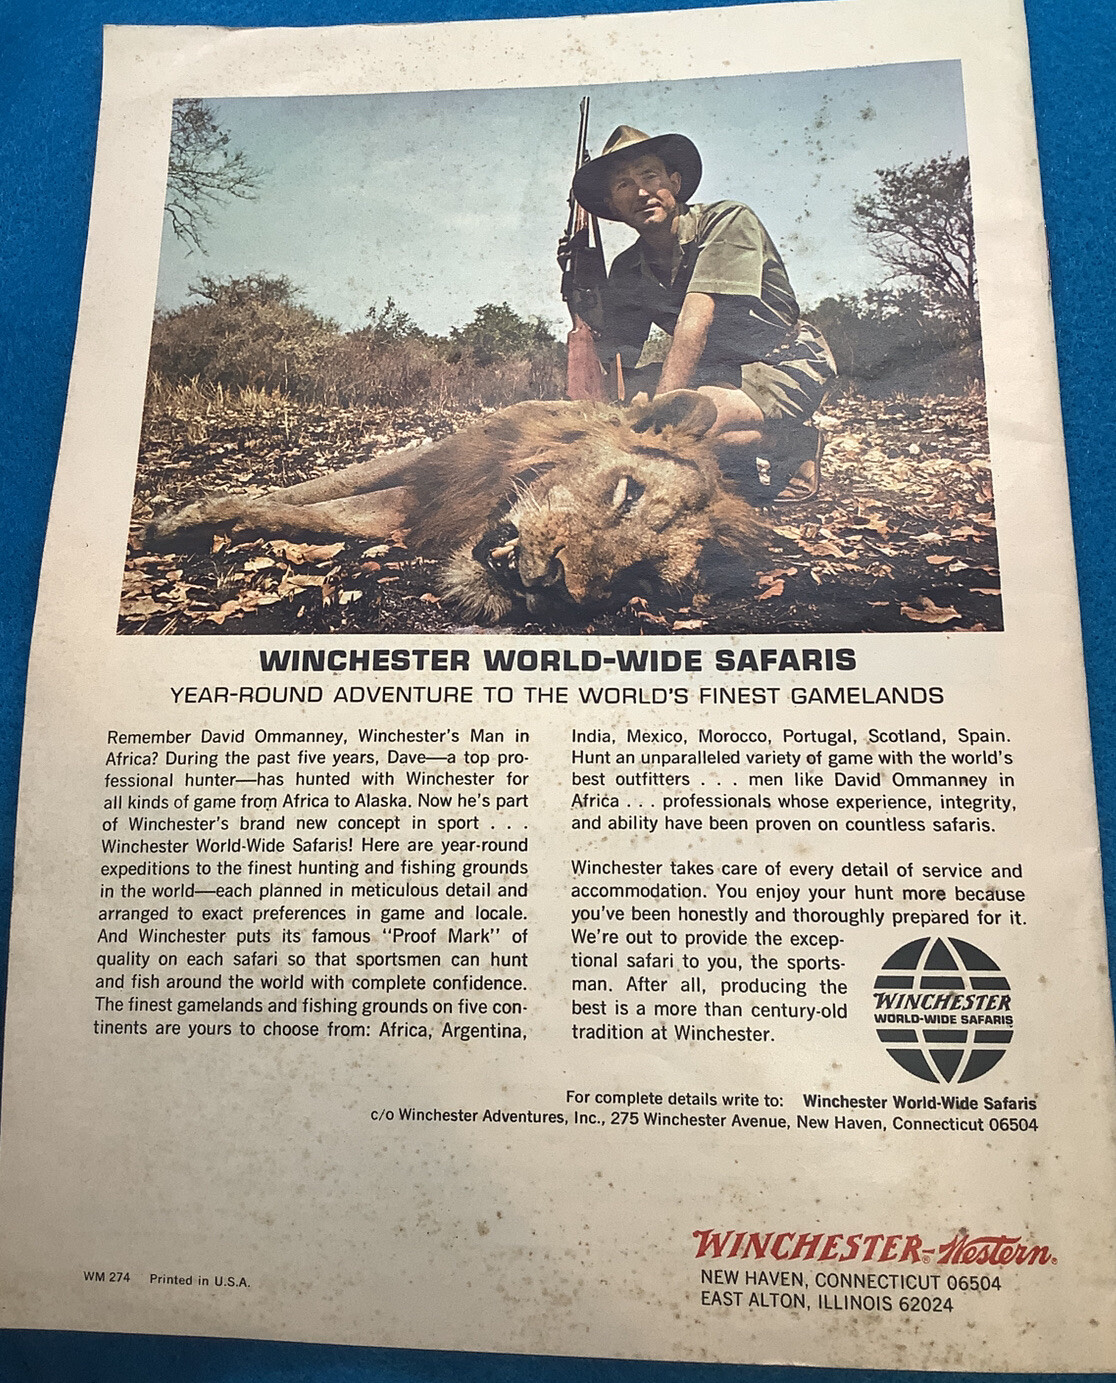 WINCHESTER WORLD-WIDE SAFARIS
YEAR-ROUND ADVENTURE TO THE WORLD'S FINEST GAMELANDS
Remember David Ommanney, Winchester's Man in
Africa? During the past five years, Dave—a top pro-
fessional hunter—has hunted with Winchester for
all kinds of game from Africa to Alaska. Now he's part
of Winchester's brand new concept in sport . . .
Winchester World-Wide Safaris! Here are year-round
expeditions to the finest hunting and fishing grounds
in the world—each planned in meticulous detail and
arranged to exact preferences in game and locale.
And Winchester puts its famous "Proof Mark" of
quality on each safari so that sportsmen can hunt
and fish around the world with complete confidence.
The finest gamelands and fishing grounds on five con-
tinents are yours to choose from: Africa, Argentina,
India, Mexico, Morocco, Portugal, Scotland, Spain.
Hunt an unparalleled variety of game with the world's
best outfitters . . . men like David Ommanney in
Africa . . . professionals whose experience, integrity,
and ability have been proven on countless safaris.
Winchester takes care of every detail of service and
accommodation. You enjoy your hunt more because
you've been honestly and thoroughly prepared for it.
We're out to provide the excep-
tional safari to you, the sports-
man. After all, producing the
best is a more than century-old
tradition at Winchester.
WINCHESTER
WORLD-WIDE SAFARIS
For complete details write to: Winchester World-Wide Safaris
c/o Winchester Adventures, Inc., 275 Winchester Avenue, New Haven, Connecticut 06504
WINCHESTER-Western®
NEW HAVEN, CONNECTICUT 06504
EAST ALTON, ILLINOIS 62024
WM 274 Printed in U.S.A.